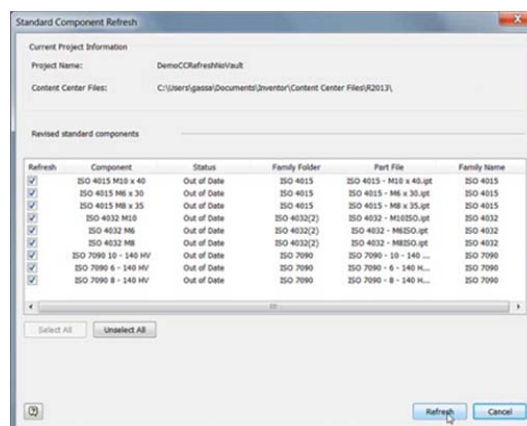 Standard Component Refresh
Current Project Information
Project Name: DemoCCRefreshNoVault
Content Center Files: C:\Users\gassa\Documents\Inventor\Content Center Files\R2013\
Revised standard components
Refresh Component Status Family Folder Part File Family Name
ISO 4015 M10 x 40 Out of Date ISO 4015 ISO 4015 - M10 x 40.ipt ISO 4015
ISO 4015 M6 x 30 Out of Date ISO 4015 ISO 4015 - M6 x 30.ipt ISO 4015
ISO 4015 M8 x 35 Out of Date ISO 4015 ISO 4015 - M8 x 35.ipt ISO 4015
ISO 4032 M10 Out of Date ISO 4032(2) ISO 4032 - M10ISO.ipt ISO 4032
ISO 4032 M6 Out of Date ISO 4032(2) ISO 4032 - M6ISO.ipt ISO 4032
ISO 4032 M8 Out of Date ISO 4032(2) ISO 4032 - M8ISO.ipt ISO 4032
ISO 7090 10 - 140 HV Out of Date ISO 7090 ISO 7090 - 10 - 140 ... ISO 7090
ISO 7090 6 - 140 HV Out of Date ISO 7090 ISO 7090 - 6 - 140 H... ISO 7090
ISO 7090 8 - 140 HV Out of Date ISO 7090 ISO 7090 - 8 - 140 H... ISO 7090
Select All Unselect All
Refresh Cancel